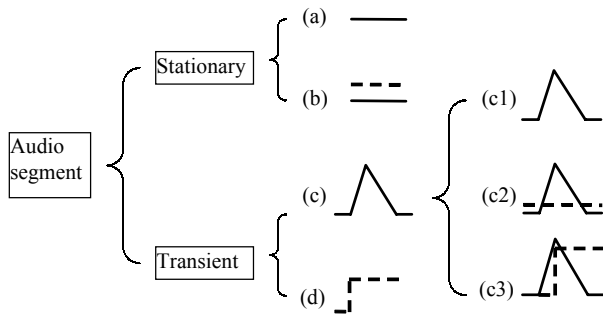 (a)
Stationary
(b)
(c1)
Audio
segment
(c)
(c2)
Transient
(d)
(c3)